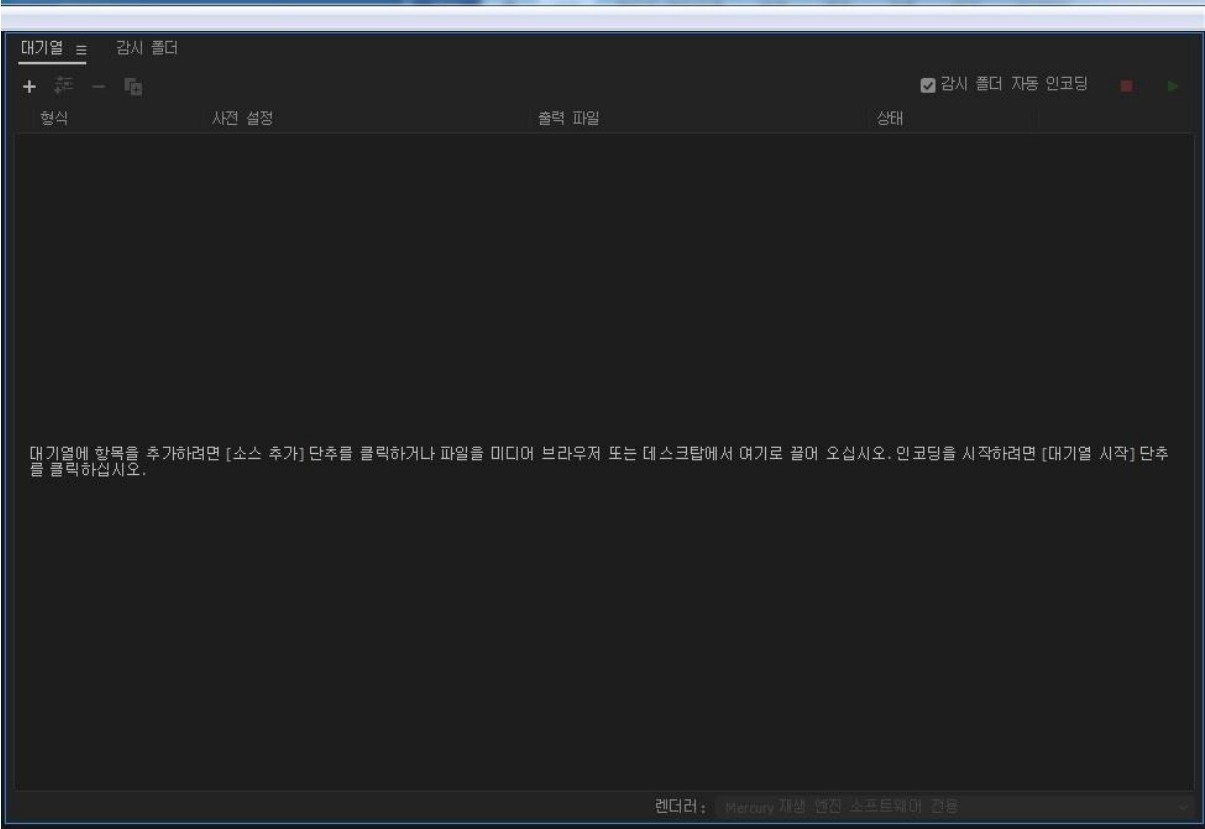 대기열
감시 폴더
감시 폴더 자동 인코딩
형식 사전 설정 출력 파일 상태
대기열에 항목을 추가하려면 [소스 추가] 단추를 클릭하거나 파일을 미디어 브라우저 또는 데스크탑에서 여기로 끌어 오십시오. 인코딩을 시작하려면 [대기열 시작] 단추
를 클릭하십시오.
렌더러: Mercury 재생 엔진 소프트웨어 전용